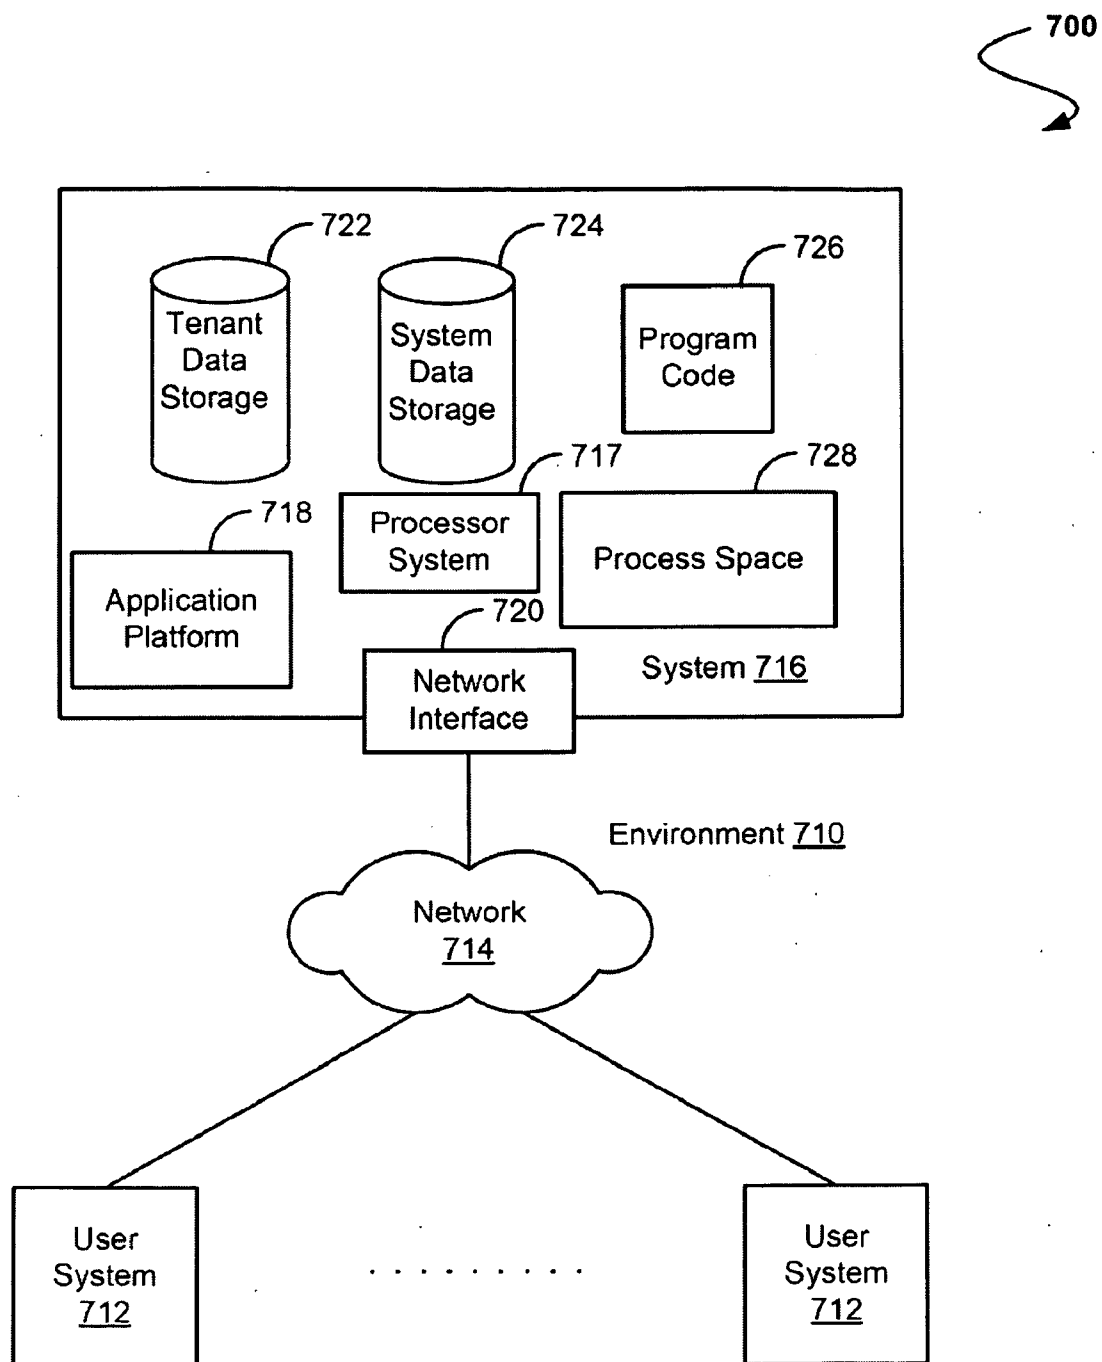 700
722
724
726
Tenant
Data
Storage
System
Data
Storage
Program
Code
717
728
718
Processor
System
Process Space
Application
Platform
720
System 716
Network
Interface
Environment 710
Network
714
User
System
712
User
System
712